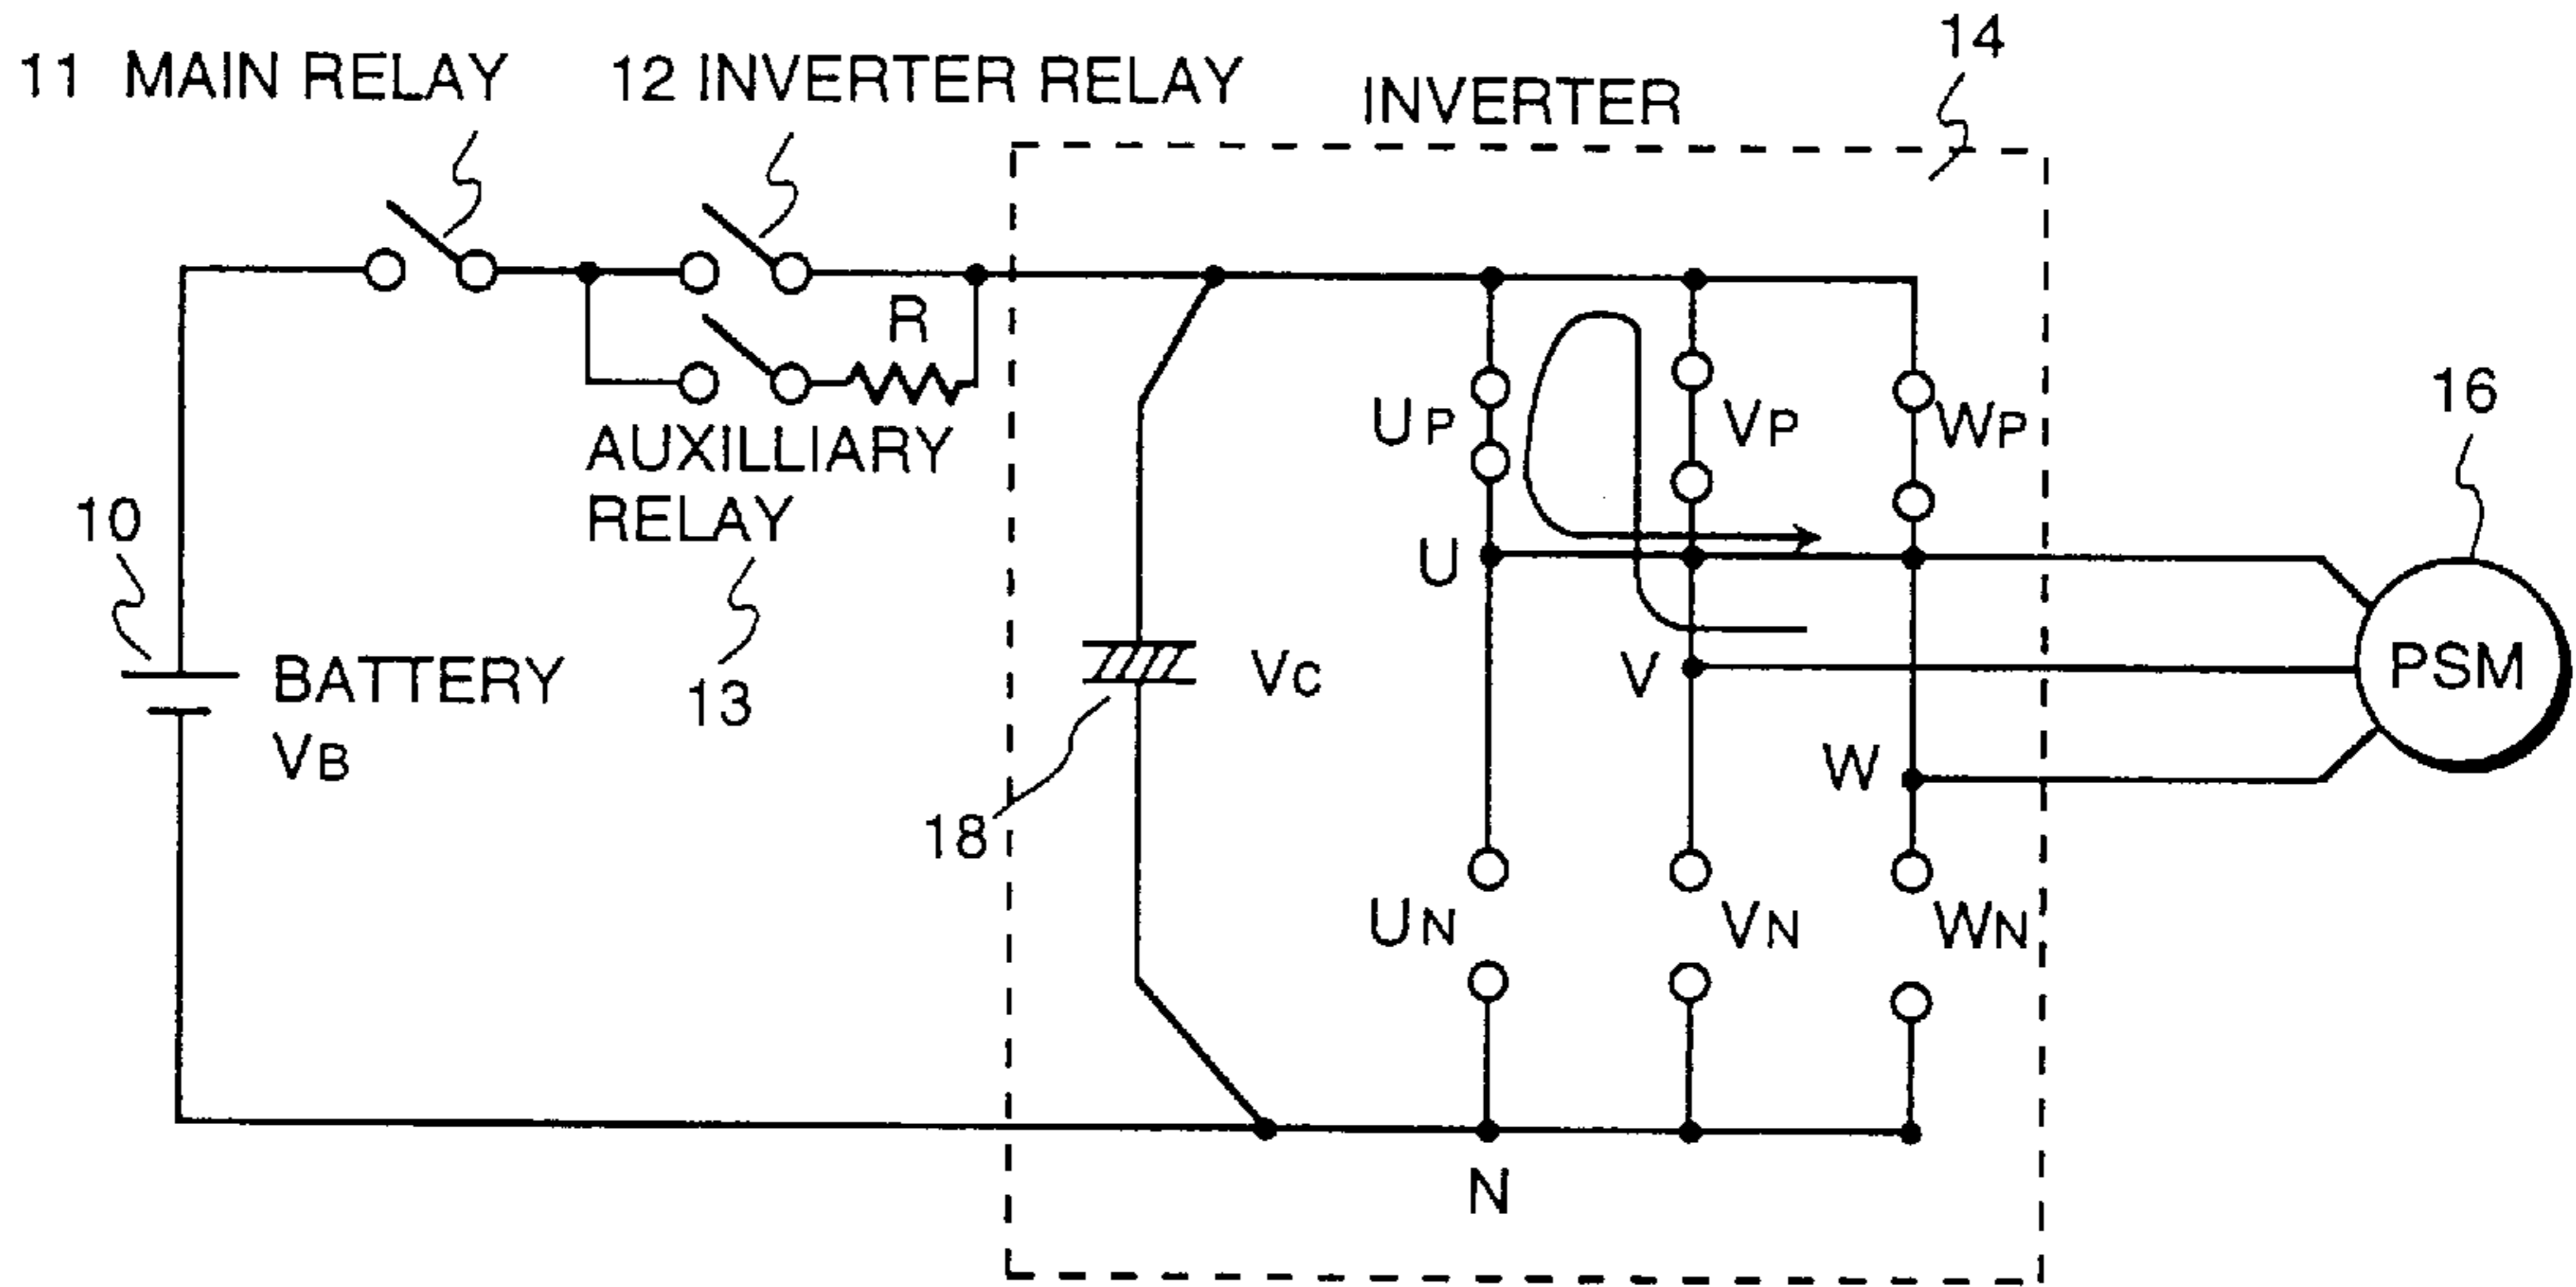 14
11 MAIN RELAY
12 INVERTER RELAY
INVERTER
R
UP
VP
WP
16
AUXILLIARY
RELAY
10
U
BATTERY
VB
13
VC
V
PSM
W
18
UN
VN
WN
N